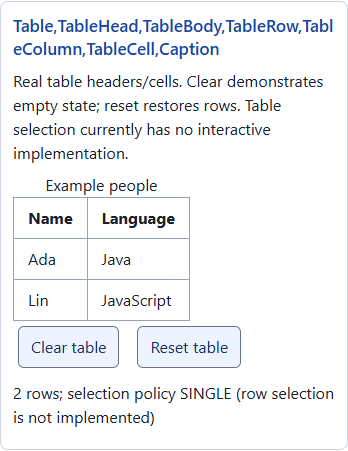 Table,TableHead,TableBody,TableRow,Tabl
eColumn,TableCell,Caption
Real table headers/cells. Clear demonstrates
empty state; reset restores rows. Table
selection currently has no interactive
implementation.
Example people
Name Language
Ada Java
Lin JavaScript
Clear table Reset table
2 rows; selection policy SINGLE (row selection
is not implemented)